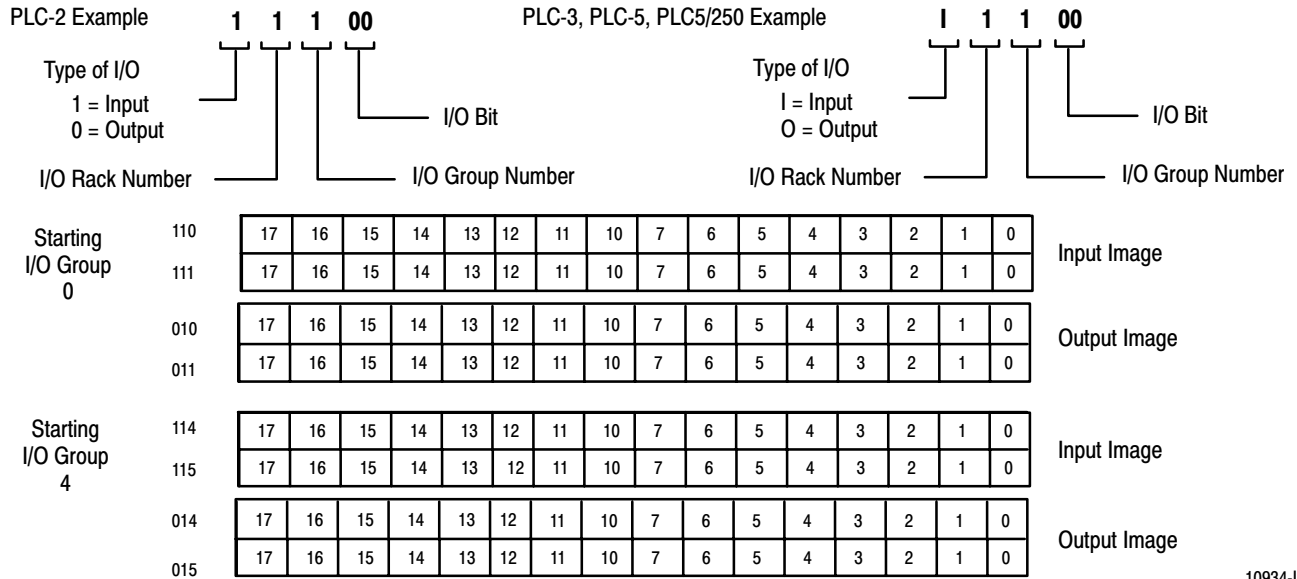 PLC-2 Example 1 1 1 00 PLC-3, PLC-5, PLC5/250 Example I 1 1 00
Type of I/O Type of I/O
1 = Input I = Input
0 = Output I/O Bit O = Output I/O Bit
I/O Rack Number I/O Group Number I/O Rack Number I/O Group Number
Starting I/O Group 0
110 17 16 15 14 13 12 11 10 7 6 5 4 3 2 1 0
111 17 16 15 14 13 12 11 10 7 6 5 4 3 2 1 0
Input Image
010 17 16 15 14 13 12 11 10 7 6 5 4 3 2 1 0
011 17 16 15 14 13 12 11 10 7 6 5 4 3 2 1 0
Output Image
Starting I/O Group 4
114 17 16 15 14 13 12 11 10 7 6 5 4 3 2 1 0
115 17 16 15 14 13 12 11 10 7 6 5 4 3 2 1 0
Input Image
014 17 16 15 14 13 12 11 10 7 6 5 4 3 2 1 0
015 17 16 15 14 13 12 11 10 7 6 5 4 3 2 1 0
Output Image